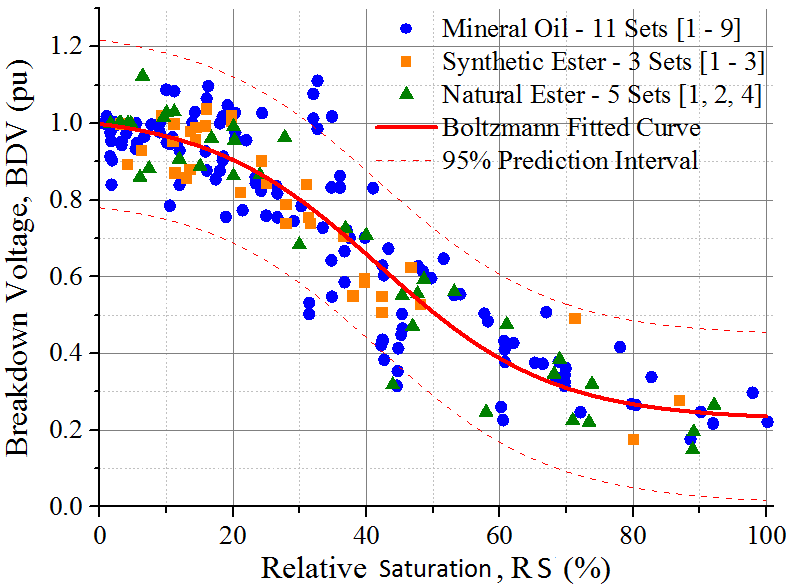 Mineral Oil - 11 Sets [1 - 9]
Synthetic Ester - 3 Sets [1 - 3]
Natural Ester - 5 Sets [1, 2, 4]
Boltzmann Fitted Curve
95% Prediction Interval
Breakdown Voltage, BDV (pu)
1.2
1.0
0.8
0.6
0.4
0.2
0.0
0 20 40 60 80 100
Relative Saturation , RS (%)